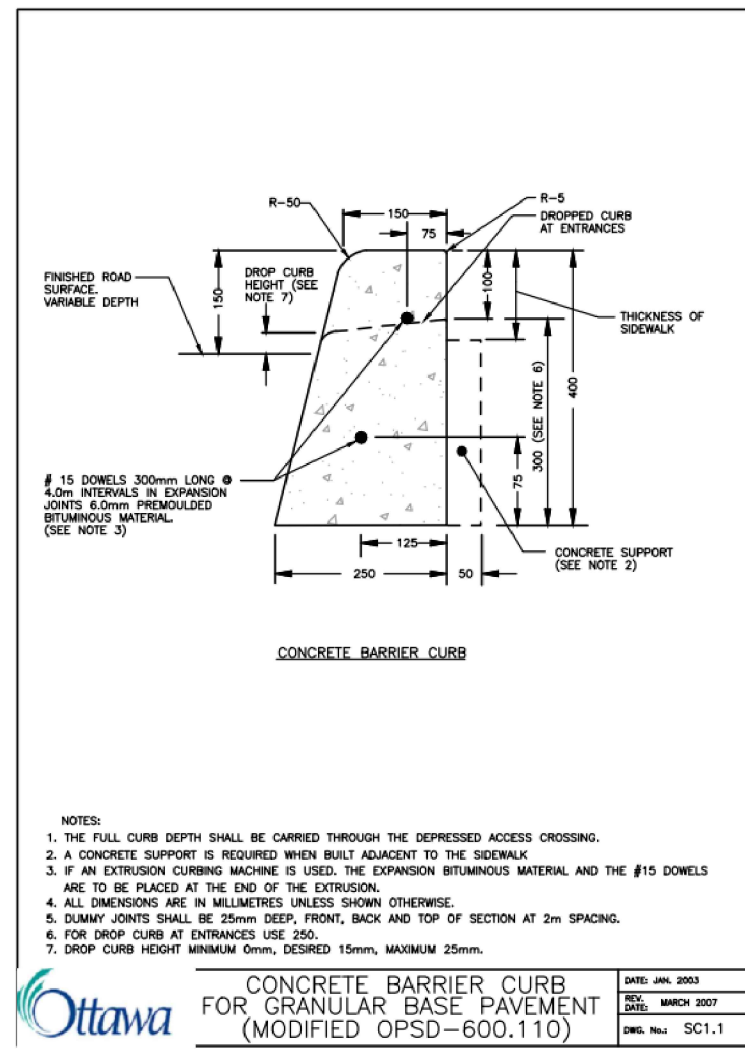 R-50
150
R-5
75
DROPPED CURB
AT ENTRANCES
FINISHED ROAD
SURFACE.
VARIABLE DEPTH
150
DROP CURB
HEIGHT (SEE
NOTE 7)
100
THICKNESS OF
SIDEWALK
400
300 (SEE NOTE 6)
75
# 15 DOWELS 300mm LONG @
4.0m INTERVALS IN EXPANSION
JOINTS 6.0mm PREMOULDED
BITUMINOUS MATERIAL.
(SEE NOTE 3)
125
250
50
CONCRETE SUPPORT
(SEE NOTE 2)
CONCRETE BARRIER CURB
NOTES:
1. THE FULL CURB DEPTH SHALL BE CARRIED THROUGH THE DEPRESSED ACCESS CROSSING.
2. A CONCRETE SUPPORT IS REQUIRED WHEN BUILT ADJACENT TO THE SIDEWALK
3. IF AN EXTRUSION CURBING MACHINE IS USED. THE EXPANSION BITUMINOUS MATERIAL AND THE #15 DOWELS
ARE TO BE PLACED AT THE END OF THE EXTRUSION.
4. ALL DIMENSIONS ARE IN MILLIMETRES UNLESS SHOWN OTHERWISE.
5. DUMMY JOINTS SHALL BE 25mm DEEP, FRONT, BACK AND TOP OF SECTION AT 2m SPACING.
6. FOR DROP CURB AT ENTRANCES USE 250.
7. DROP CURB HEIGHT MINIMUM 0mm, DESIRED 15mm, MAXIMUM 25mm.
Ottawa
CONCRETE BARRIER CURB
FOR GRANULAR BASE PAVEMENT
(MODIFIED OPSD-600.110)
DATE: JAN. 2003
REV.
DATE: MARCH 2007
DWG. No.: SC1.1